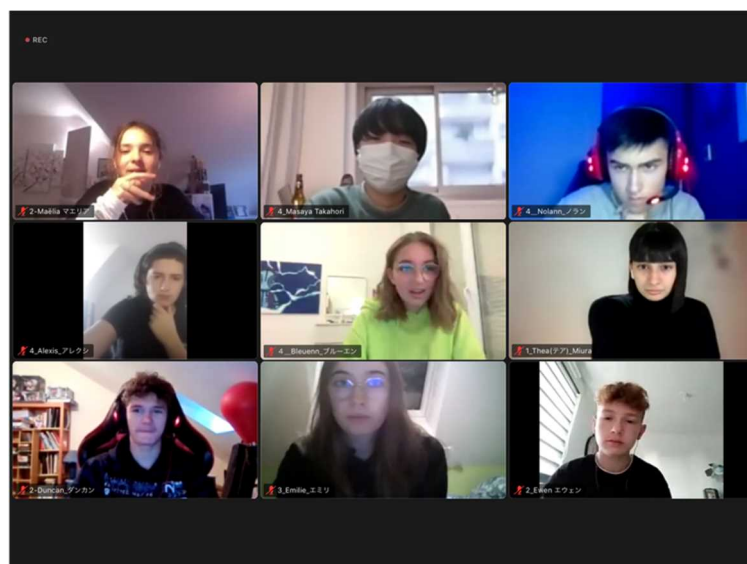 REC
2-Maëlia マエリア
4_Masaya Takahori
4__Nolann_ノラン
4_Alexis_アレクシ
4__Bleuenn_ブルーエン
1_Thea(テア)_Miura
2-Duncan_ダンカン
3_Emilie_エミリ
2_Ewen エウェン